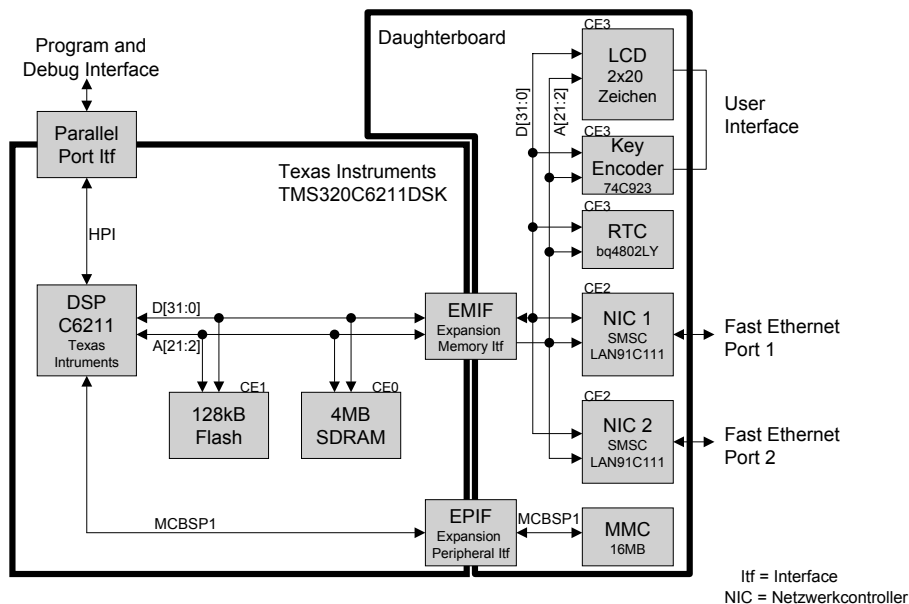 Program and
Debug Interface
Parallel
Port Itf
HPI
Texas Instruments
TMS320C6211DSK
DSP
C6211
Texas
Intruments
D[31:0]
A[21:2]
CE1
128kB
Flash
CE0
4MB
SDRAM
MCBSP1
EMIF
Expansion
Memory Itf
EPIF
Expansion
Peripheral Itf
MCBSP1
Daughterboard
D[31:0]
A[21:2]
CE3
LCD
2x20
Zeichen
CE3
Key
Encoder
74C923
User
Interface
CE3
RTC
bq4802LY
CE2
NIC 1
SMSC
LAN91C111
Fast Ethernet
Port 1
CE2
NIC 2
SMSC
LAN91C111
Fast Ethernet
Port 2
MMC
16MB
Itf = Interface
NIC = Netzwerkcontroller